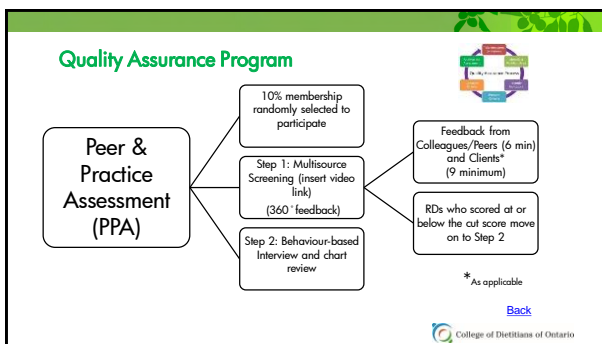 Quality Assurance Program
Quality Assurance Process
Peer &
Practice
Assessment
(PPA)
10% membership
randomly selected to
participate
Step 1: Multisource
Screening (insert video
link)
(360˚feedback)
Step 2: Behaviour-based
Interview and chart
review
Feedback from
Colleagues/Peers (6 min)
and Clients*
(9 minimum)
RDs who scored at or
below the cut score move
on to Step 2
*As applicable
Back
College of Dietitians of Ontario